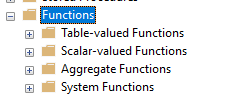 Functions
Table-valued Functions
Scalar-valued Functions
Aggregate Functions
System Functions